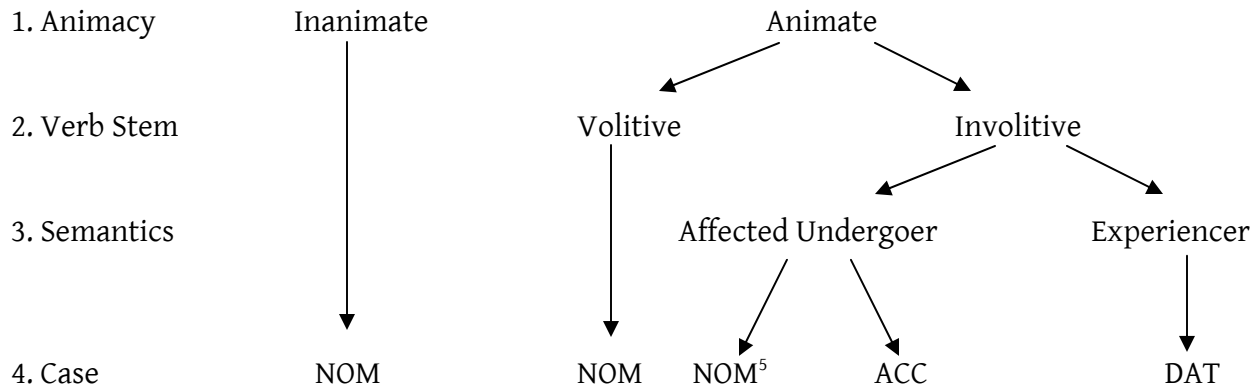 1. Animacy Inanimate Animate
2. Verb Stem Volitive Involitive
3. Semantics Affected Undergoer Experiencer
4. Case NOM NOM NOM⁵ ACC DAT